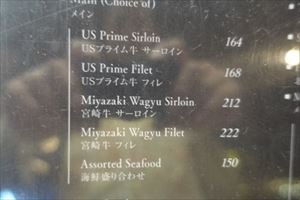 Main (Choice of)
メイン
US Prime Sirloin 164
USプライム牛 サーロイン
US Prime Filet 168
USプライム牛 フィレ
Miyazaki Wagyu Sirloin 212
宮崎牛 サーロイン
Miyazaki Wagyu Filet 222
宮崎牛 フィレ
Assorted Seafood 150
海鮮盛り合わせ